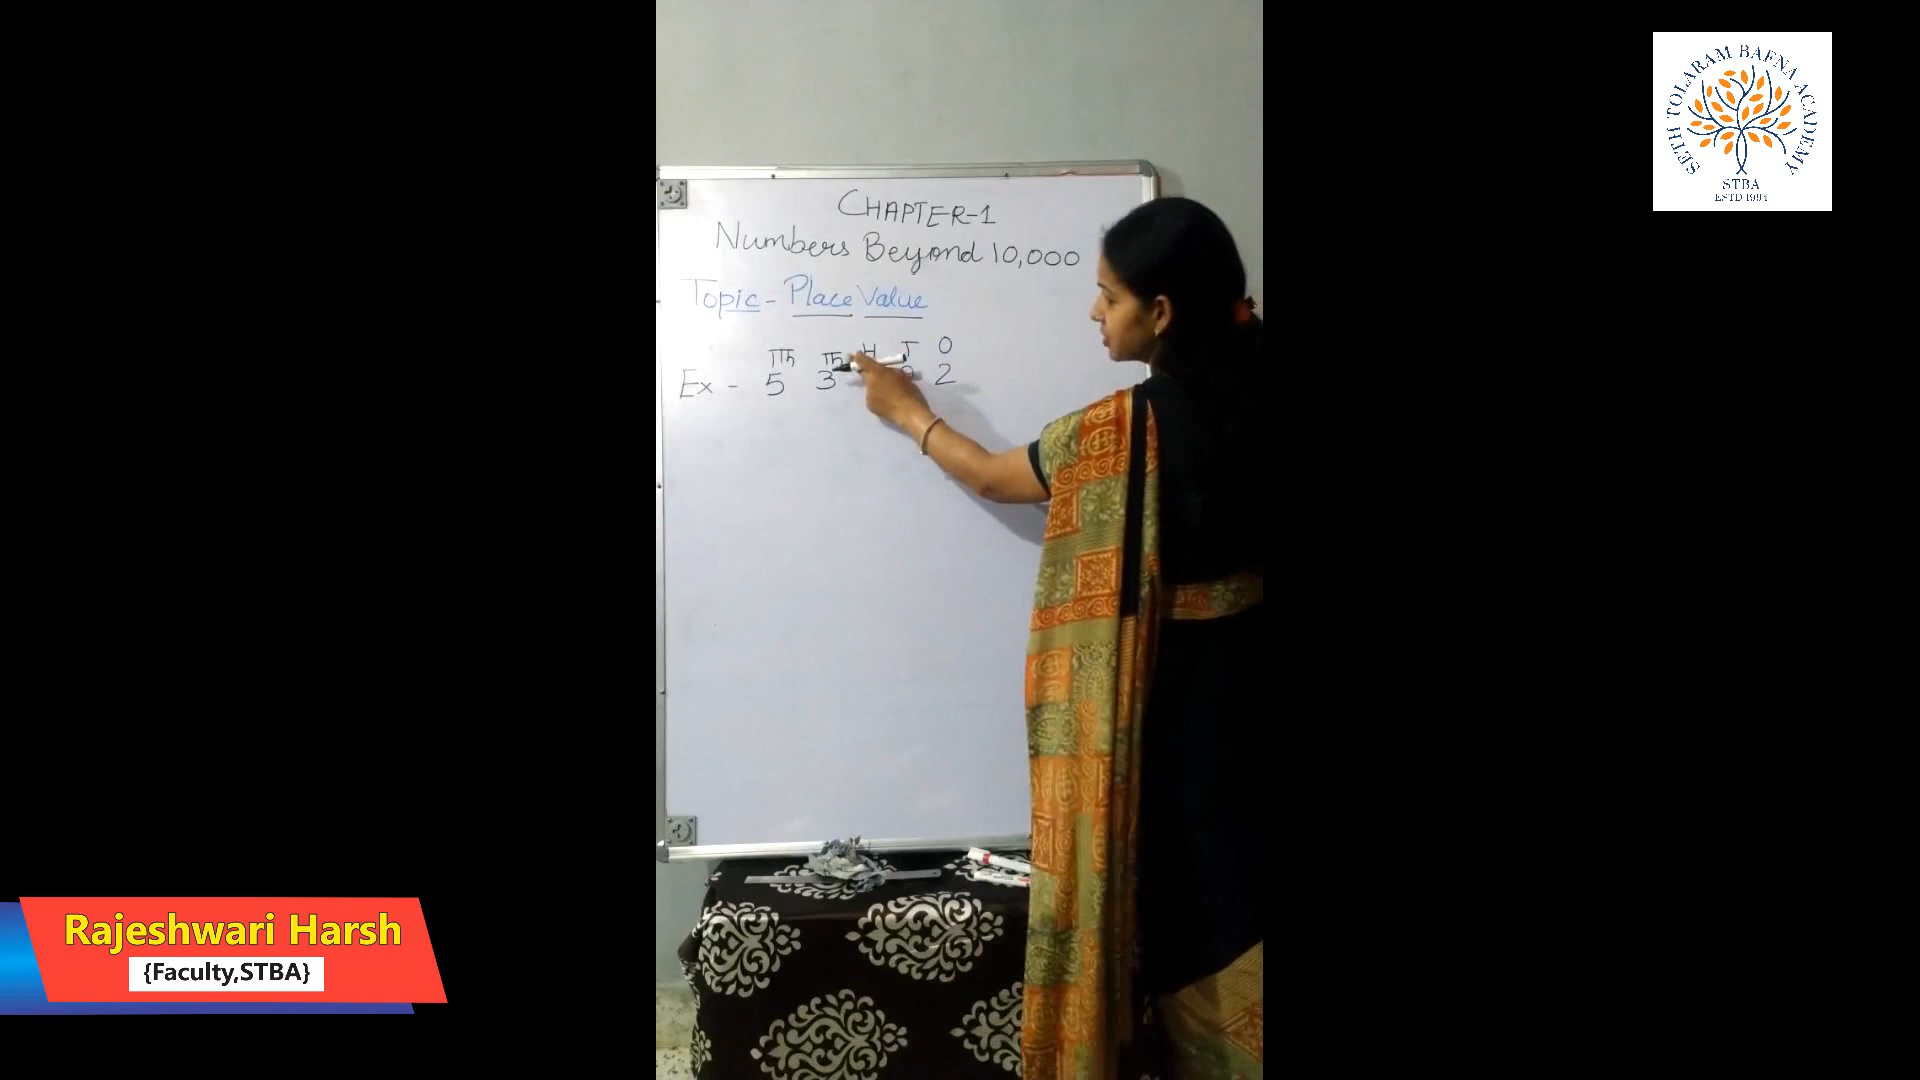 SETH TOLARAM BAFNA ACADEMY
STBA
ESTD 1994
CHAPTER-1
Numbers Beyond 10,000
Topic - Place Value
TTh Th H T O
Ex - 5 3 2
Rajeshwari Harsh
{Faculty,STBA}